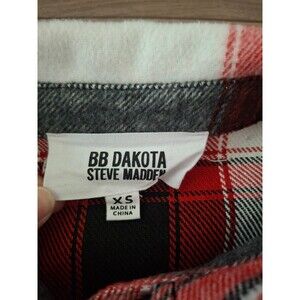 BB DAKOTA
STEVE MADDEN
XS
MADE IN
CHINA